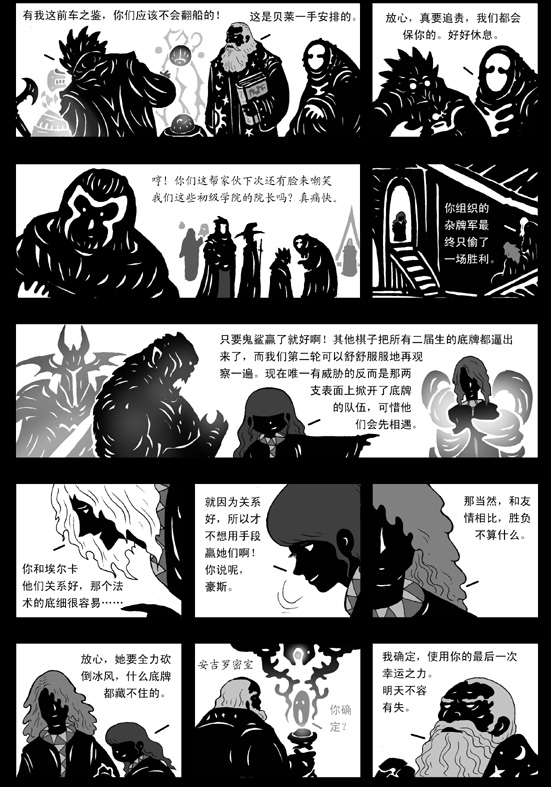 有我这前车之鉴，你们应该不会翻船的！
这是贝莱一手安排的。
放心，真要追责，我们都会
保你的。好好休息。
哼！你们这帮家伙下次还有脸来嘲笑
我们这些初级学院的院长吗？真痛快。
你组织的
杂牌军最
终只偷了
一场胜利。
只要鬼鲨赢了就好啊！其他棋子把所有二届生的底牌都逼出
来了，而我们第二轮可以舒舒服服地再观
察一遍。现在唯一有威胁的反而是那两
支表面上掀开了底牌
的队伍，可惜他
们会先相遇。
你和埃尔卡
他们关系好，那个法
术的底细很容易……
就因为关系
好，所以才
不想用手段
赢她们啊！
你说呢，
豪斯。
那当然，和友
情相比，胜负
不算什么。
放心，她要全力砍
倒冰风，什么底牌
都藏不住的。
安吉罗密室
你确
定？
我确定，使用你的最后一次
幸运之力。
明天不容
有失。